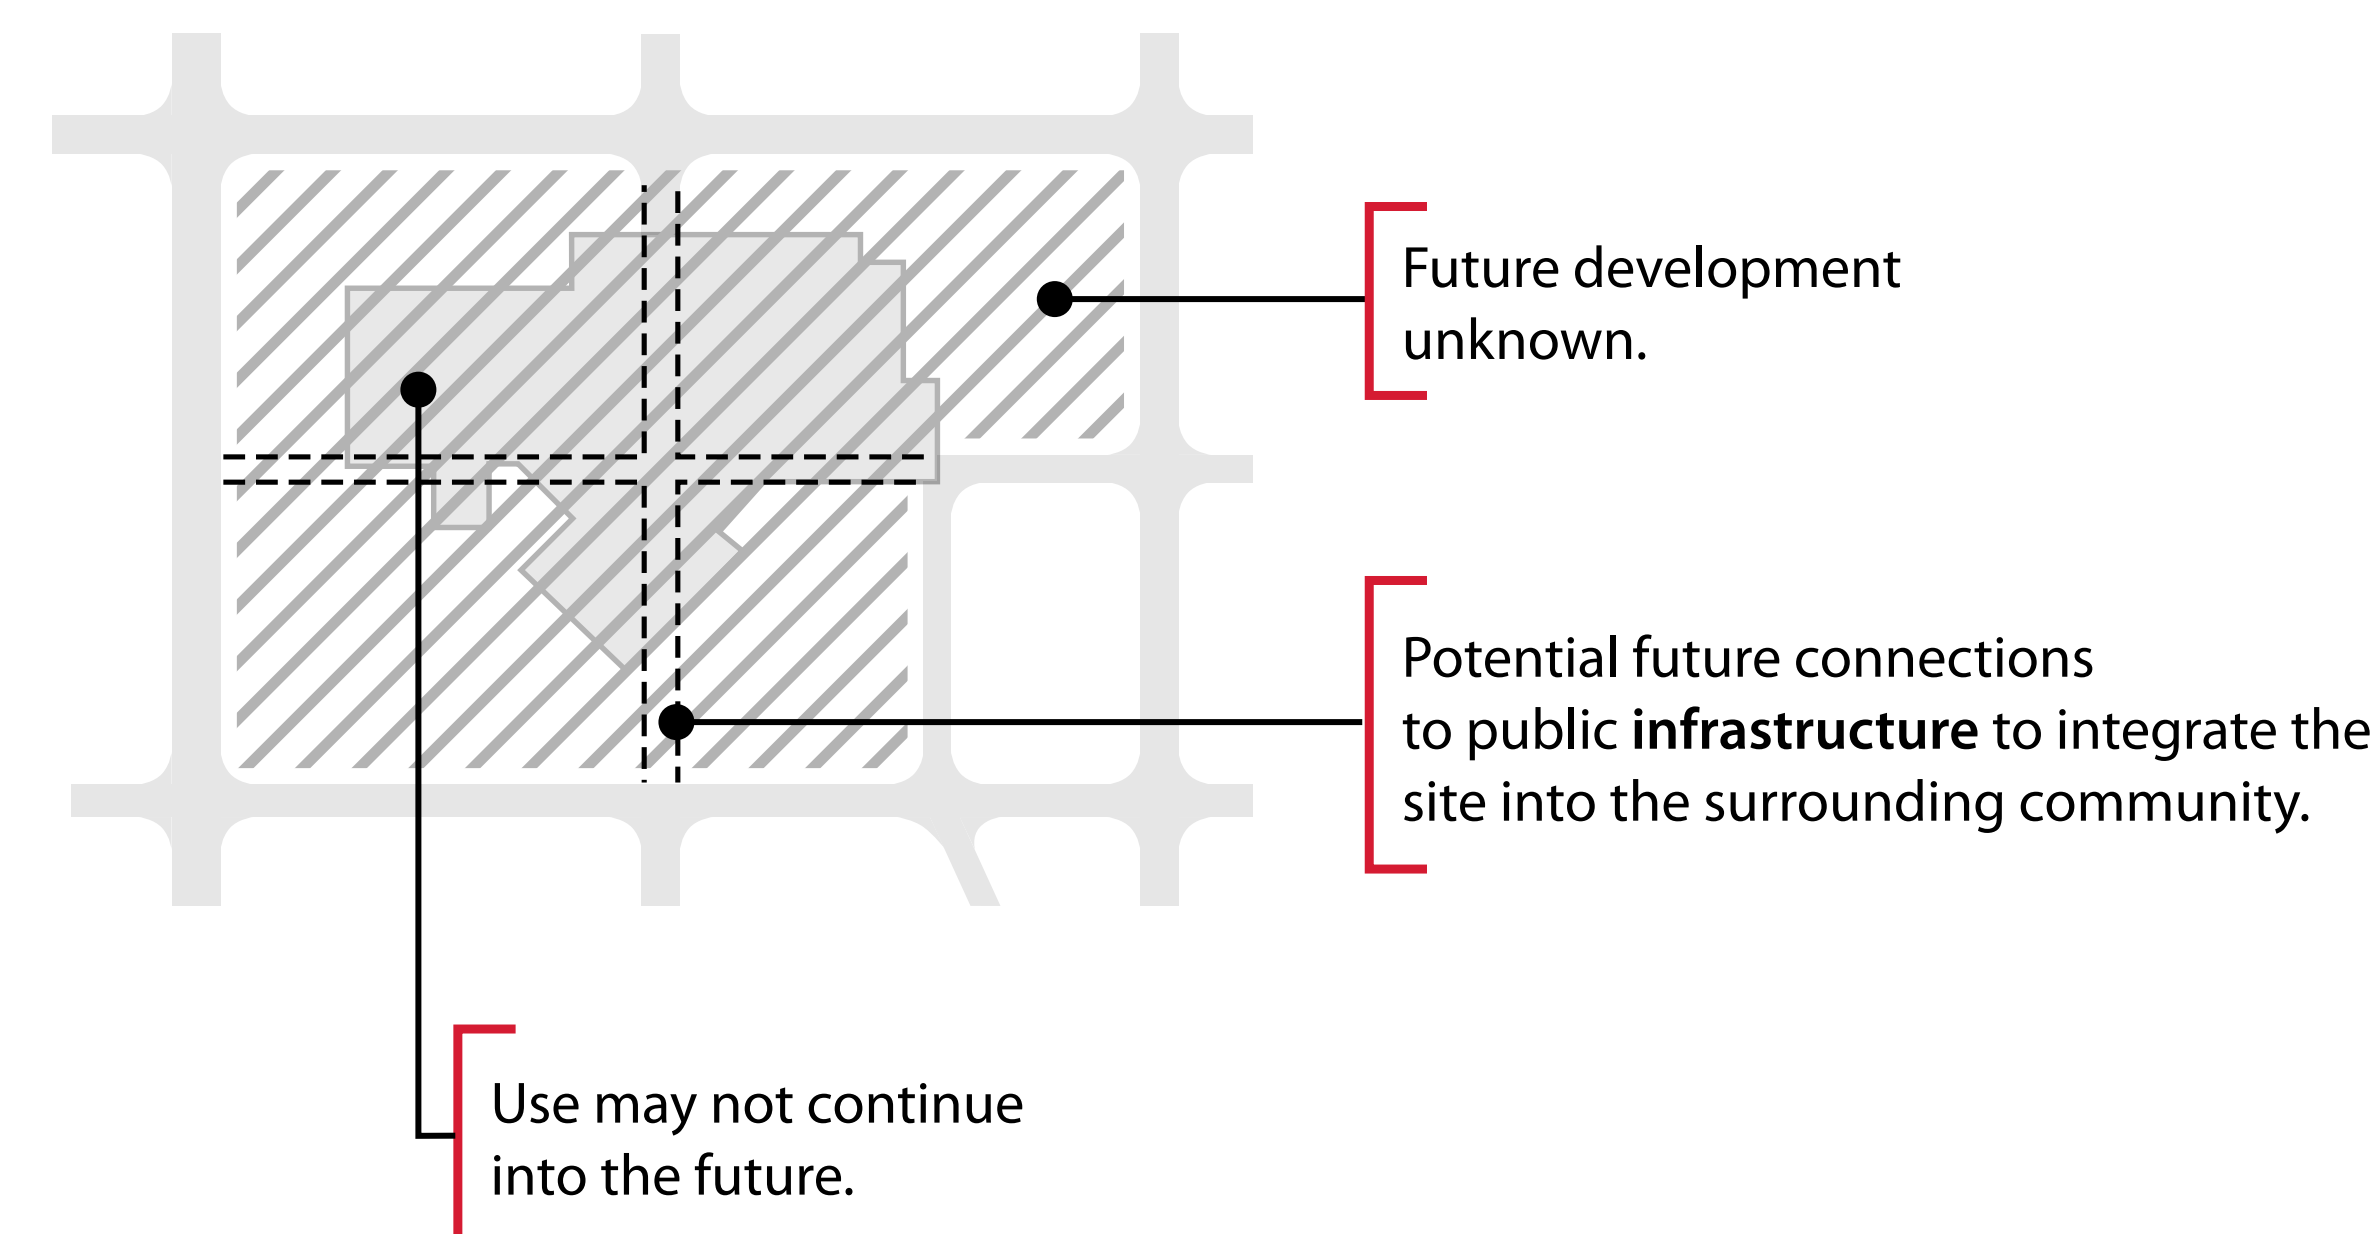 Future development
unknown.
Potential future connections
to public infrastructure to integrate the
site into the surrounding community.
Use may not continue
into the future.